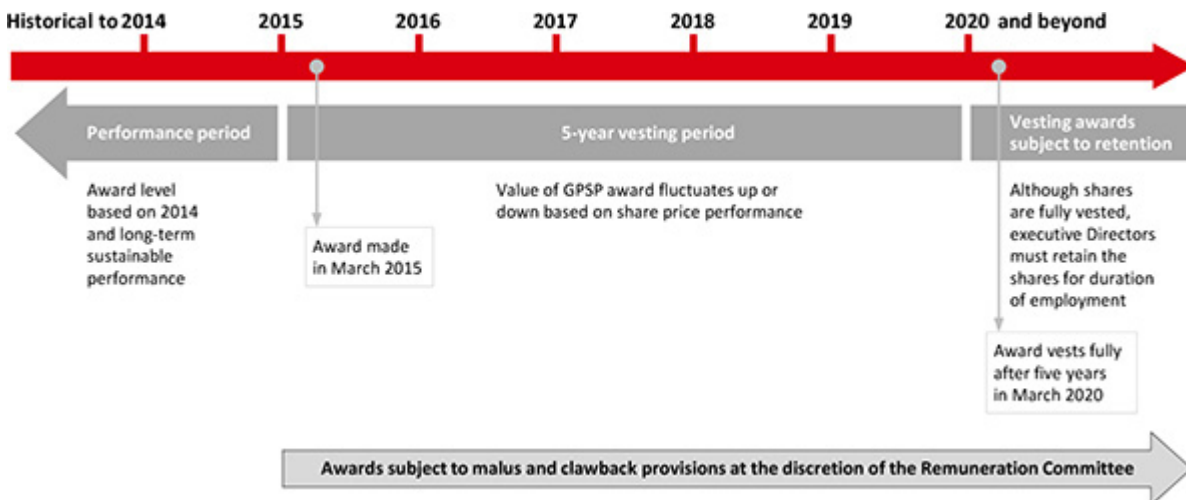 Historical to 2014 2015 2016 2017 2018 2019 2020 and beyond
Performance period
5-year vesting period
Vesting awards
subject to retention
Award level
based on 2014
and long-term
sustainable
performance
Award made
in March 2015
Value of GPSP award fluctuates up or
down based on share price performance
Although shares
are fully vested,
executive Directors
must retain the
shares for duration
of employment
Award vests fully
after five years
in March 2020
Awards subject to malus and clawback provisions at the discretion of the Remuneration Committee